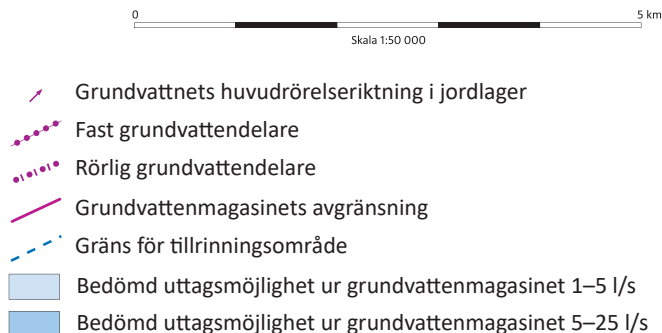 0 5 km
Skala 1:50 000
Grundvattnets huvudrörelseriktning i jordlager
Fast grundvattendelare
Rörlig grundvattendelare
Grundvattenmagasinets avgränsning
Gräns för tillrinningsområde
Bedömd uttagsmöjlighet ur grundvattenmagasinet 1–5 l/s
Bedömd uttagsmöjlighet ur grundvattenmagasinet 5–25 l/s